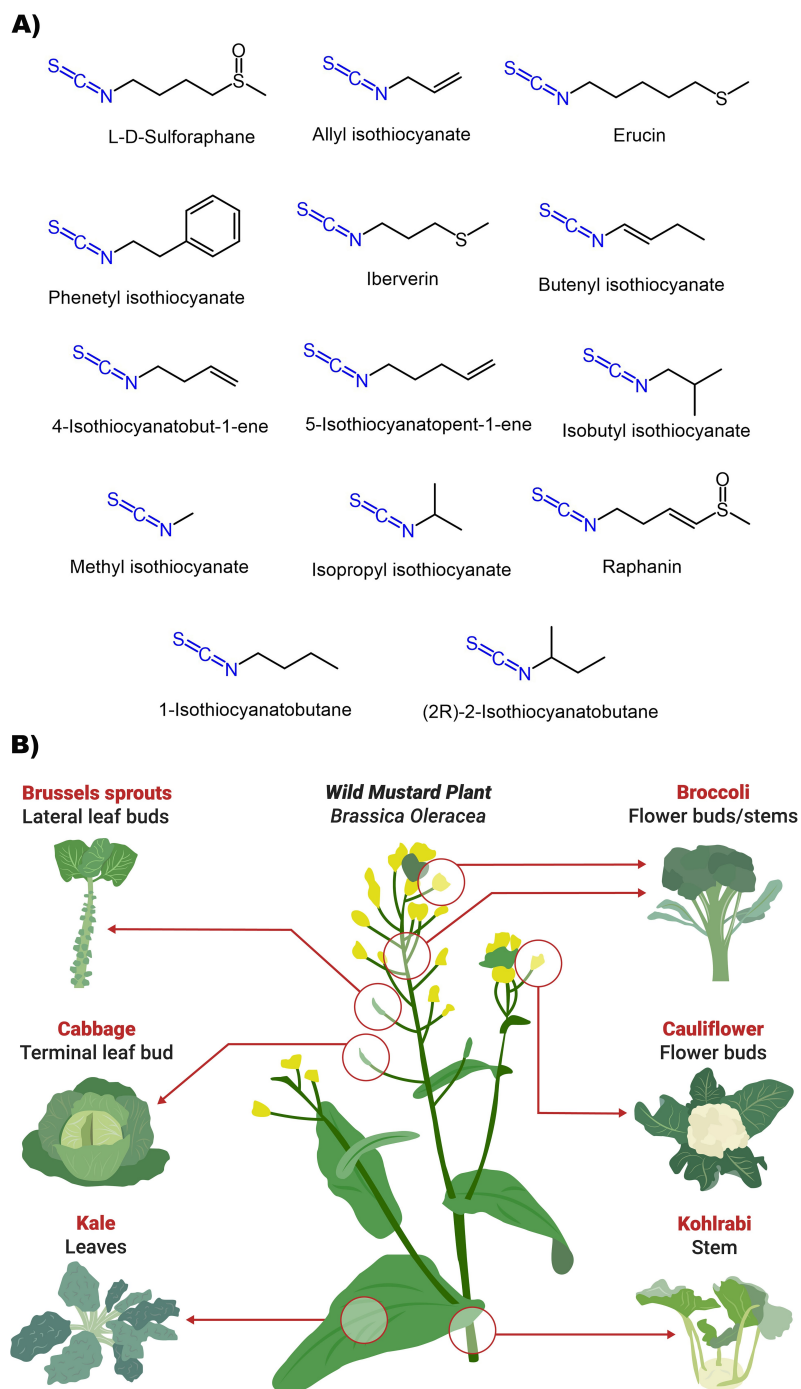 A)
S C N O S
L-D-Sulforaphane
S C N
Allyl isothiocyanate
S C N S
Erucin
S C N
Phenetyl isothiocyanate
S C N S
Iberverin
S C N
Butenyl isothiocyanate
S C N
4-Isothiocyanatobut-1-ene
S C N
5-Isothiocyanatopent-1-ene
S C N
Isobutyl isothiocyanate
S C N
Methyl isothiocyanate
S C N
Isopropyl isothiocyanate
S C N O S
Raphanin
S C N
1-Isothiocyanatobutane
S C N
(2R)-2-Isothiocyanatobutane
B)
Brussels sprouts
Lateral leaf buds
Wild Mustard Plant
Brassica Oleracea
Broccoli
Flower buds/stems
Cabbage
Terminal leaf bud
Cauliflower
Flower buds
Kale
Leaves
Kohlrabi
Stem